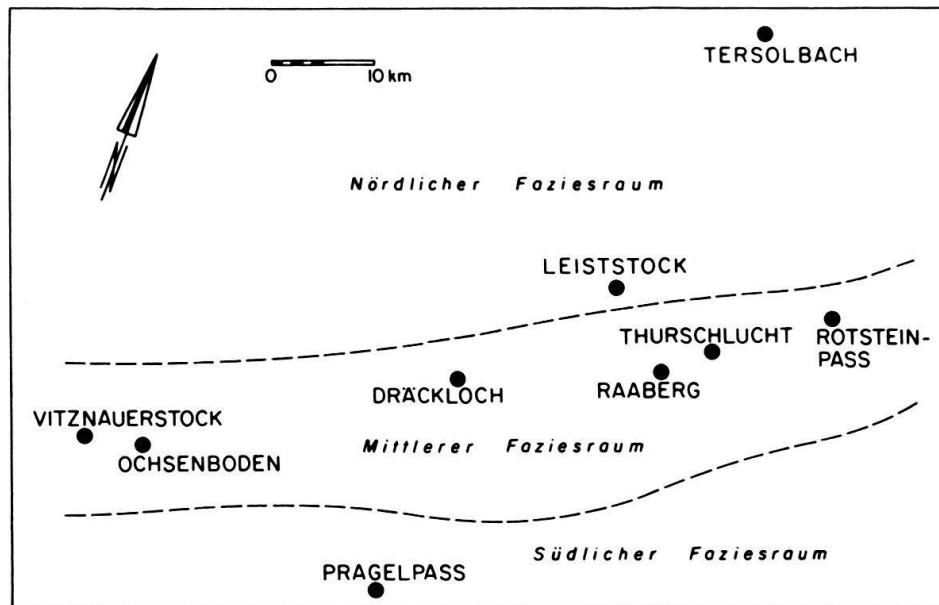 TERSOLBACH
0 10 km
Nördlicher Faziesraum
LEISTSTOCK
THURSCHLUCHT
ROTSTEIN-
PASS
DRÄCKLOCH
RAABERG
VITZNAUERSTOCK
OCHSENBODEN
Mittlerer Faziesraum
Südlicher Faziesraum
PRAGELPASS